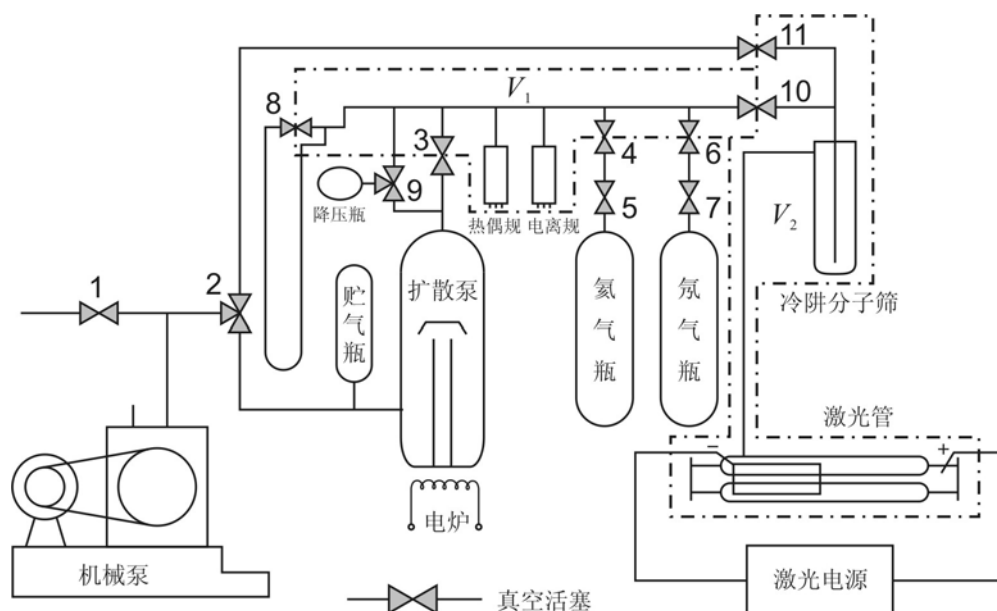 11
V₁
10
8
3
4
6
9
降压瓶
热偶规
电离规
5
7
V₂
1
2
贮气瓶
扩散泵
氦气瓶
氖气瓶
冷阱分子筛
激光管
−
+
电炉
机械泵
激光电源
真空活塞